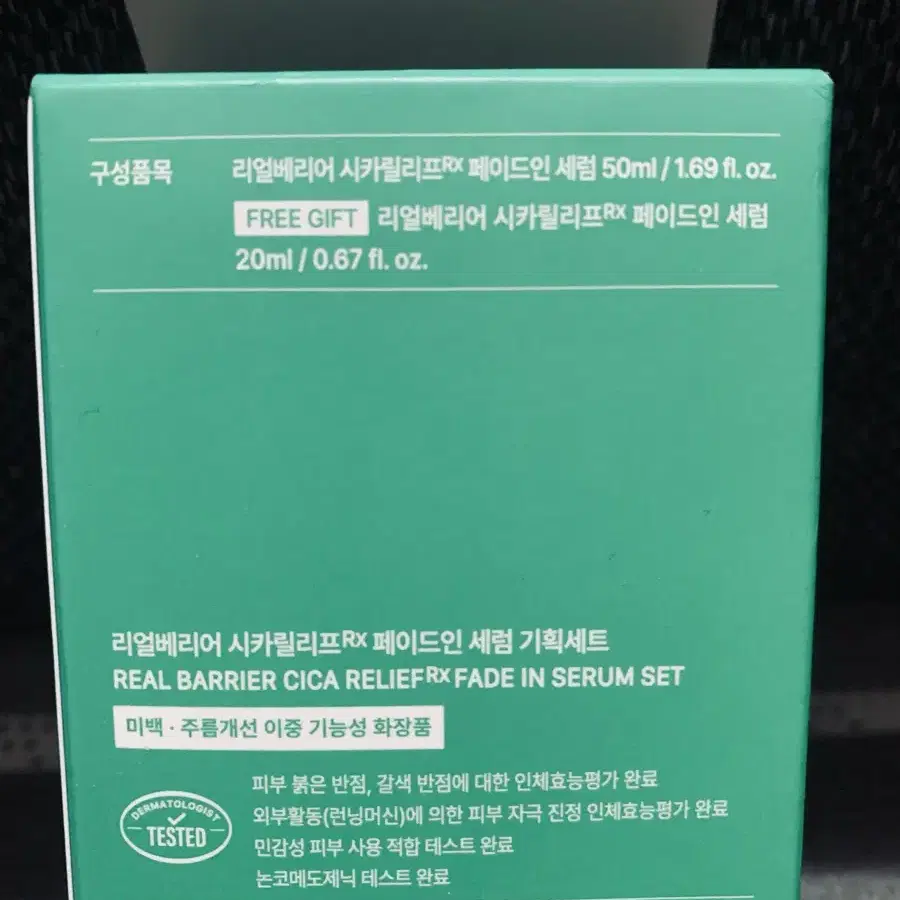 구성품목 리얼베리어 시카릴리프RX 페이드인 세럼 50ml / 1.69 fl. oz.
FREE GIFT 리얼베리어 시카릴리프RX 페이드인 세럼
20ml / 0.67 fl. oz.
리얼베리어 시카릴리프RX 페이드인 세럼 기획세트
REAL BARRIER CICA RELIEFRX FADE IN SERUM SET
미백 · 주름개선 이중 기능성 화장품
DERMATOLOGIST
TESTED
피부 붉은 반점, 갈색 반점에 대한 인체효능평가 완료
외부활동(런닝머신)에 의한 피부 자극 진정 인체효능평가 완료
민감성 피부 사용 적합 테스트 완료
논코메도제닉 테스트 완료